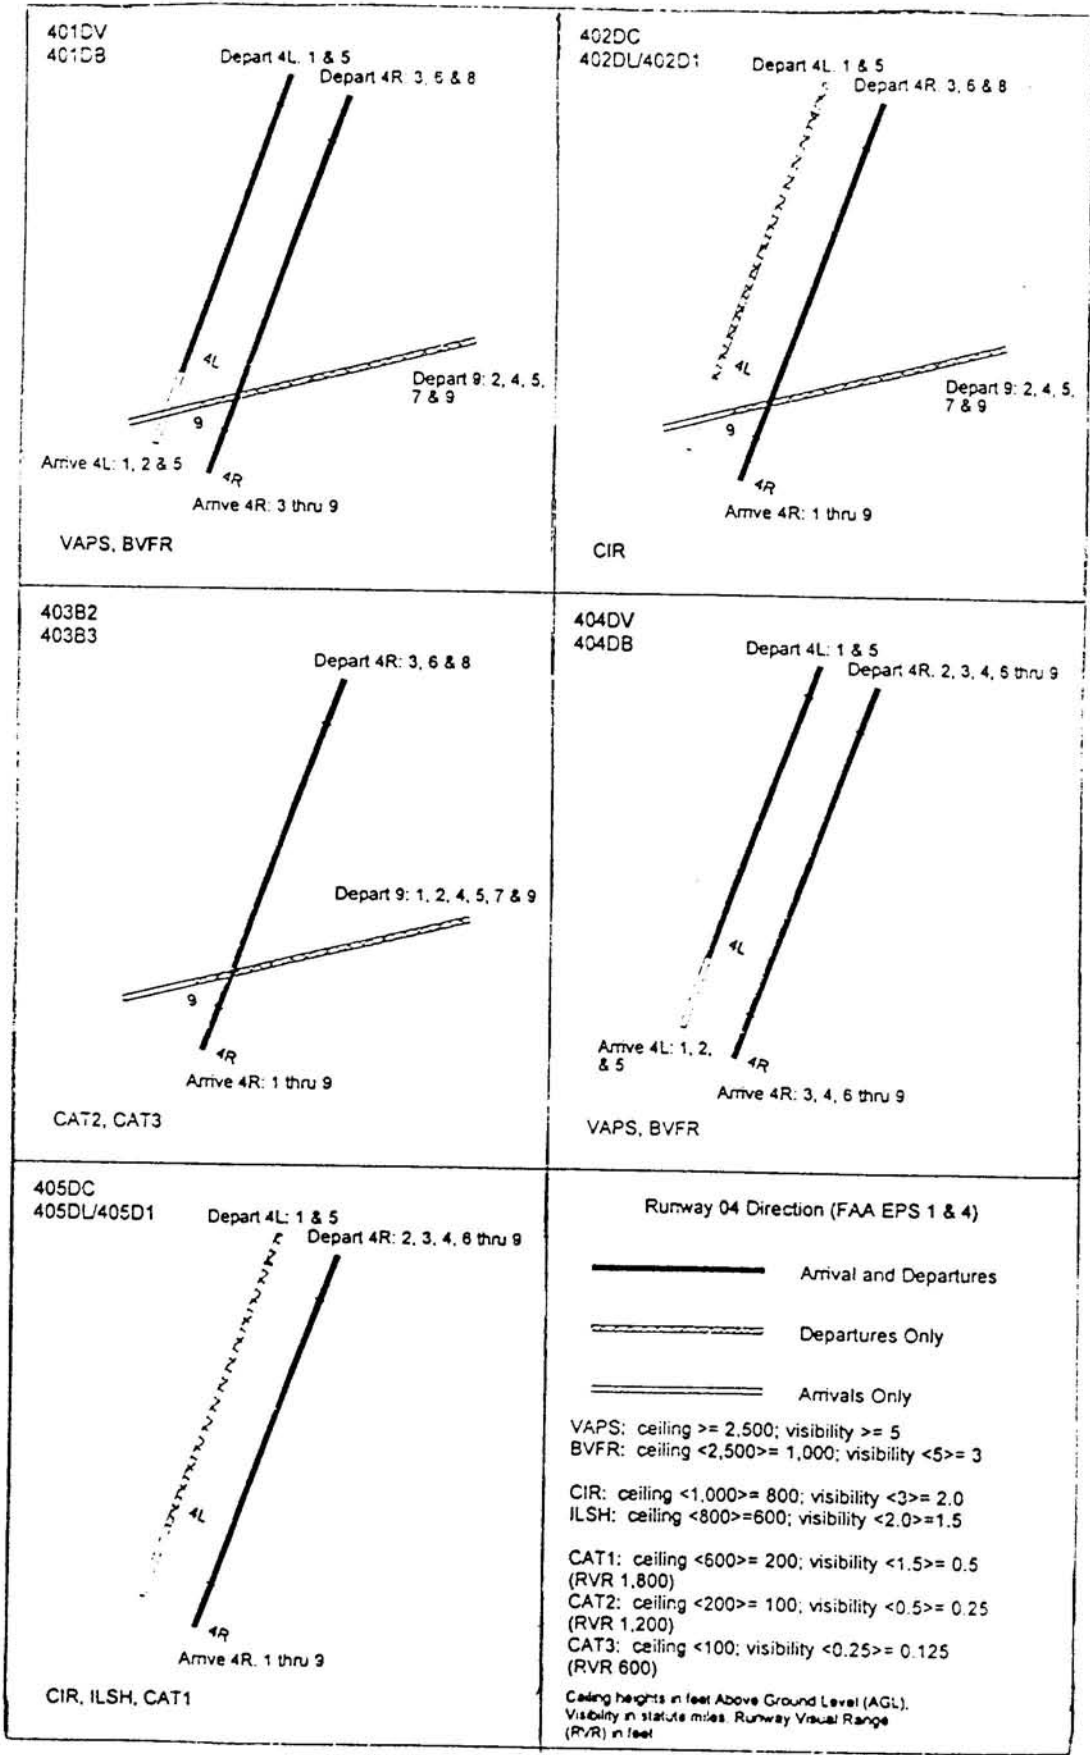 401DV
401DB
Depart 4L. 1 & 5
Depart 4R: 3, 6 & 8
4L
Depart 9: 2, 4, 5,
7 & 9
9
Arrive 4L: 1, 2 & 5
4R
Arrive 4R: 3 thru 9
VAPS, BVFR
402DC
402DL/402D1
Depart 4L. 1 & 5
Depart 4R. 3, 6 & 8
4L
Depart 9: 2, 4, 5,
7 & 9
9
4R
Arrive 4R: 1 thru 9
CIR
403B2
403B3
Depart 4R: 3, 6 & 8
Depart 9: 1, 2, 4, 5, 7 & 9
9
4R
Arrive 4R: 1 thru 9
CAT2, CAT3
404DV
404DB
Depart 4L: 1 & 5
Depart 4R. 2, 3, 4, 6 thru 9
4L
Arrive 4L: 1, 2,
& 5
4R
Arrive 4R: 3, 4, 6 thru 9
VAPS, BVFR
405DC
405DL/405D1
Depart 4L: 1 & 5
Depart 4R: 2, 3, 4, 6 thru 9
4L
4R
Arrive 4R. 1 thru 9
CIR, ILSH, CAT1
Runway 04 Direction (FAA EPS 1 & 4)
Arrival and Departures
Departures Only
Arrivals Only
VAPS: ceiling >= 2,500; visibility >= 5
BVFR: ceiling <2,500>= 1,000; visibility <5>= 3
CIR: ceiling <1,000>= 800; visibility <3>= 2.0
ILSH: ceiling <800>=600; visibility <2.0>=1.5
CAT1: ceiling <600>= 200; visibility <1.5>= 0.5
(RVR 1,800)
CAT2: ceiling <200>= 100; visibility <0.5>= 0.25
(RVR 1,200)
CAT3: ceiling <100; visibility <0.25>= 0.125
(RVR 600)
Ceiling heights in feet Above Ground Level (AGL).
Visibility in statute miles. Runway Visual Range
(RVR) in feet